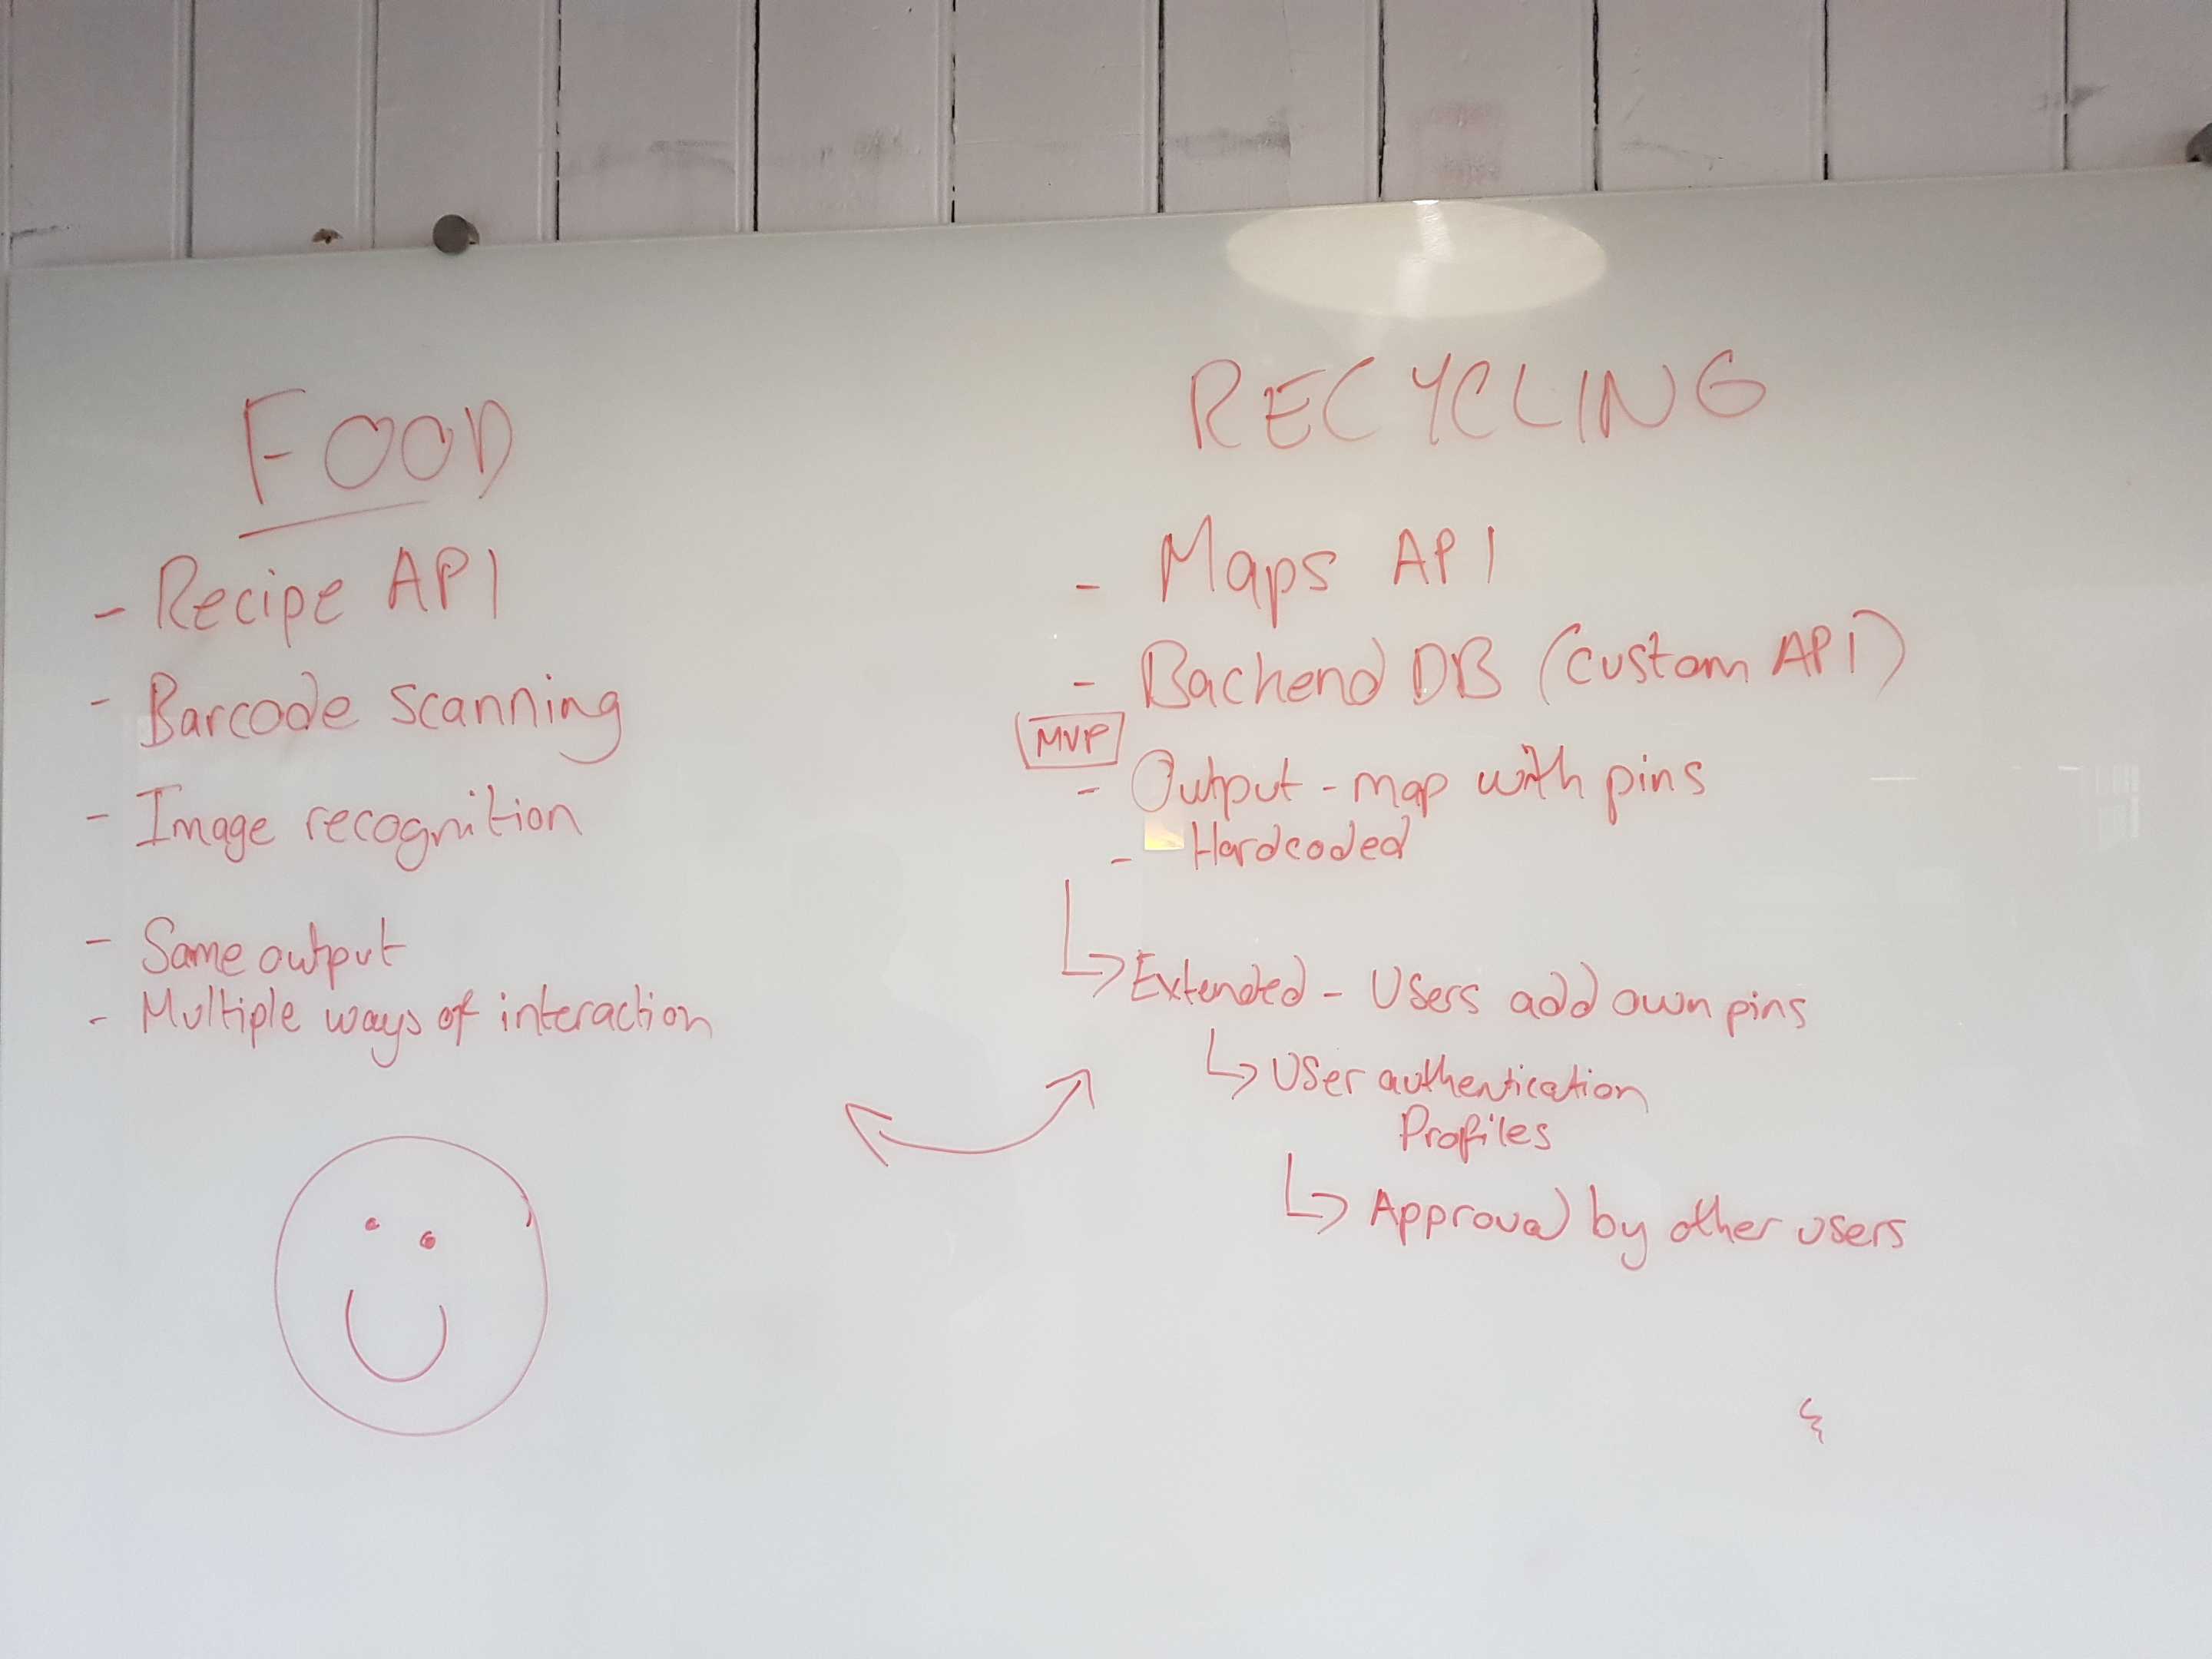 FOOD
- Recipe API
- Barcode scanning
- Image recognition
- Same output
- Multiple ways of interaction
RECYCLING
- Maps API
- Backend DB (custom API)
MVP
- Output - map with pins
- Hardcoded
Extended - Users add own pins
User authentication
Profiles
Approval by other users